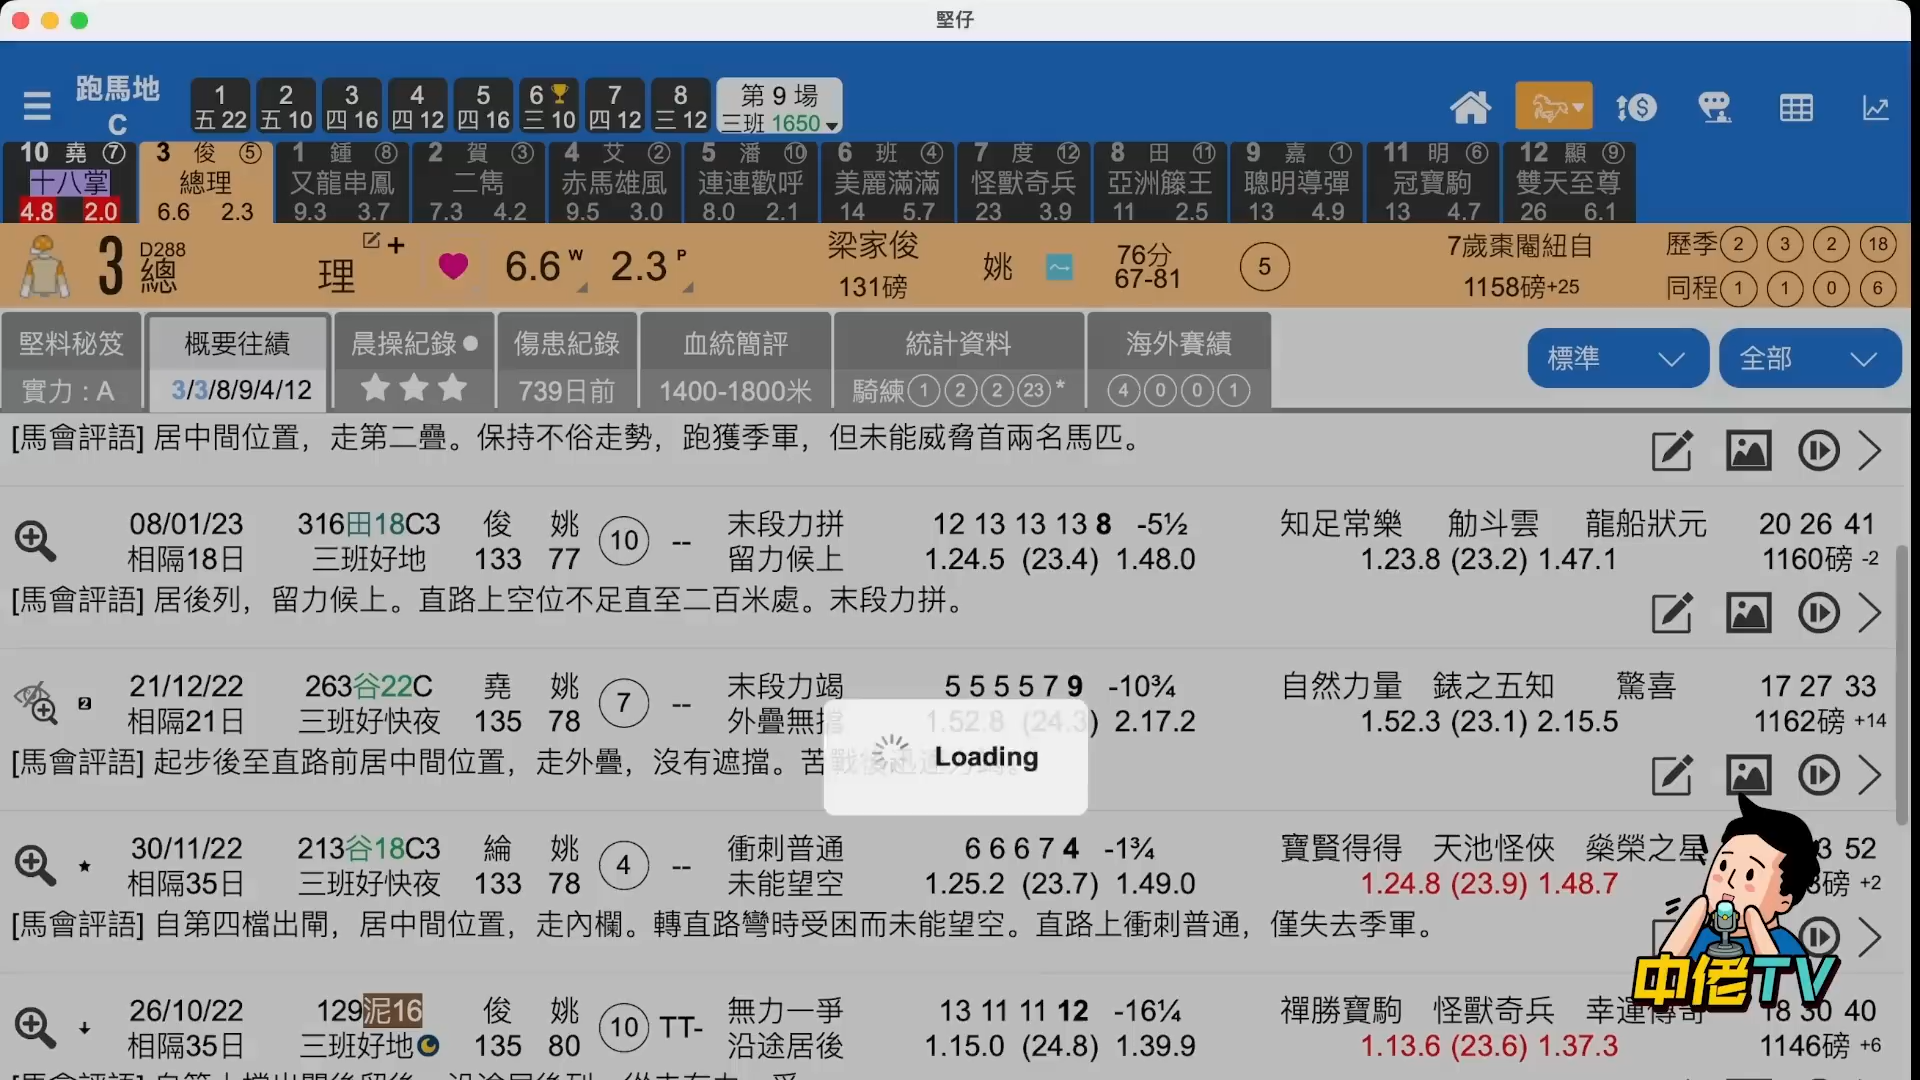 堅仔
跑馬地
C
1
五 22
2
五 10
3
四 16
4
四 12
5
四 16
6
三 10
7
四 12
8
三 12
第 9 場
三班 1650
10 堯 7
十八掌
4.8 2.0
3 俊 5
總理
6.6 2.3
1 鍾 8
又龍串鳳
9.3 3.7
2 賀 3
二雋
7.3 4.2
4 艾 2
赤馬雄風
9.5 3.0
5 潘 10
連連歡呼
8.0 2.1
6 班 4
美麗滿滿
14 5.7
7 度 12
怪獸奇兵
23 3.9
8 田 11
亞洲籐王
11 2.5
9 嘉 1
聰明導彈
13 4.9
11 明 6
冠寶駒
13 4.7
12 顯 9
雙天至尊
26 6.1
3 D288
總理 +
6.6 W 2.3 P
梁家俊
131磅
姚
76分
67-81
5
7歲棗閹紐自
1158磅+25
歷季 2 3 2 18
同程 1 1 0 6
堅料秘笈
實力 : A
概要往績
3/3/8/9/4/12
晨操紀錄
傷患紀錄
739日前
血統簡評
1400-1800米
統計資料
騎練 1 2 2 23 *
海外賽績
4 0 0 1
標準
全部
[馬會評語] 居中間位置，走第二疊。保持不俗走勢，跑獲季軍，但未能威脅首兩名馬匹。
08/01/23 316田18C3 俊 姚 10 -- 末段力拼 12 13 13 13 8 -5½ 知足常樂 觔斗雲 龍船狀元 20 26 41
相隔18日 三班好地 133 77 留力候上 1.24.5 (23.4) 1.48.0 1.23.8 (23.2) 1.47.1 1160磅 -2
[馬會評語] 居後列，留力候上。直路上空位不足直至二百米處。末段力拼。
2 21/12/22 263谷22C 堯 姚 7 -- 末段力竭 5 5 5 5 7 9 -10¾ 自然力量 錶之五知 驚喜 17 27 33
相隔21日 三班好快夜 135 78 外疊無擋 1.52.8 (24.3) 2.17.2 1.52.3 (23.1) 2.15.5 1162磅 +14
[馬會評語] 起步後至直路前居中間位置，走外疊，沒有遮擋。苦戰後
Loading
30/11/22 213谷18C3 綸 姚 4 -- 衝刺普通 6 6 6 7 4 -1¾ 寶賢得得 天池怪俠 燊榮之星 3 52
相隔35日 三班好快夜 133 78 未能望空 1.25.2 (23.7) 1.49.0 1.24.8 (23.9) 1.48.7 磅 +2
[馬會評語] 自第四檔出閘，居中間位置，走內欄。轉直路彎時受困而未能望空。直路上衝刺普通，僅失去季軍。
26/10/22 129泥16 俊 姚 10 TT- 無力一爭 13 11 11 12 -16¼ 禪勝寶駒 怪獸奇兵 幸運傳奇 18 30 40
相隔35日 三班好地 135 80 沿途居後 1.15.0 (24.8) 1.39.9 1.13.6 (23.6) 1.37.3 1146磅 +6
中佬TV